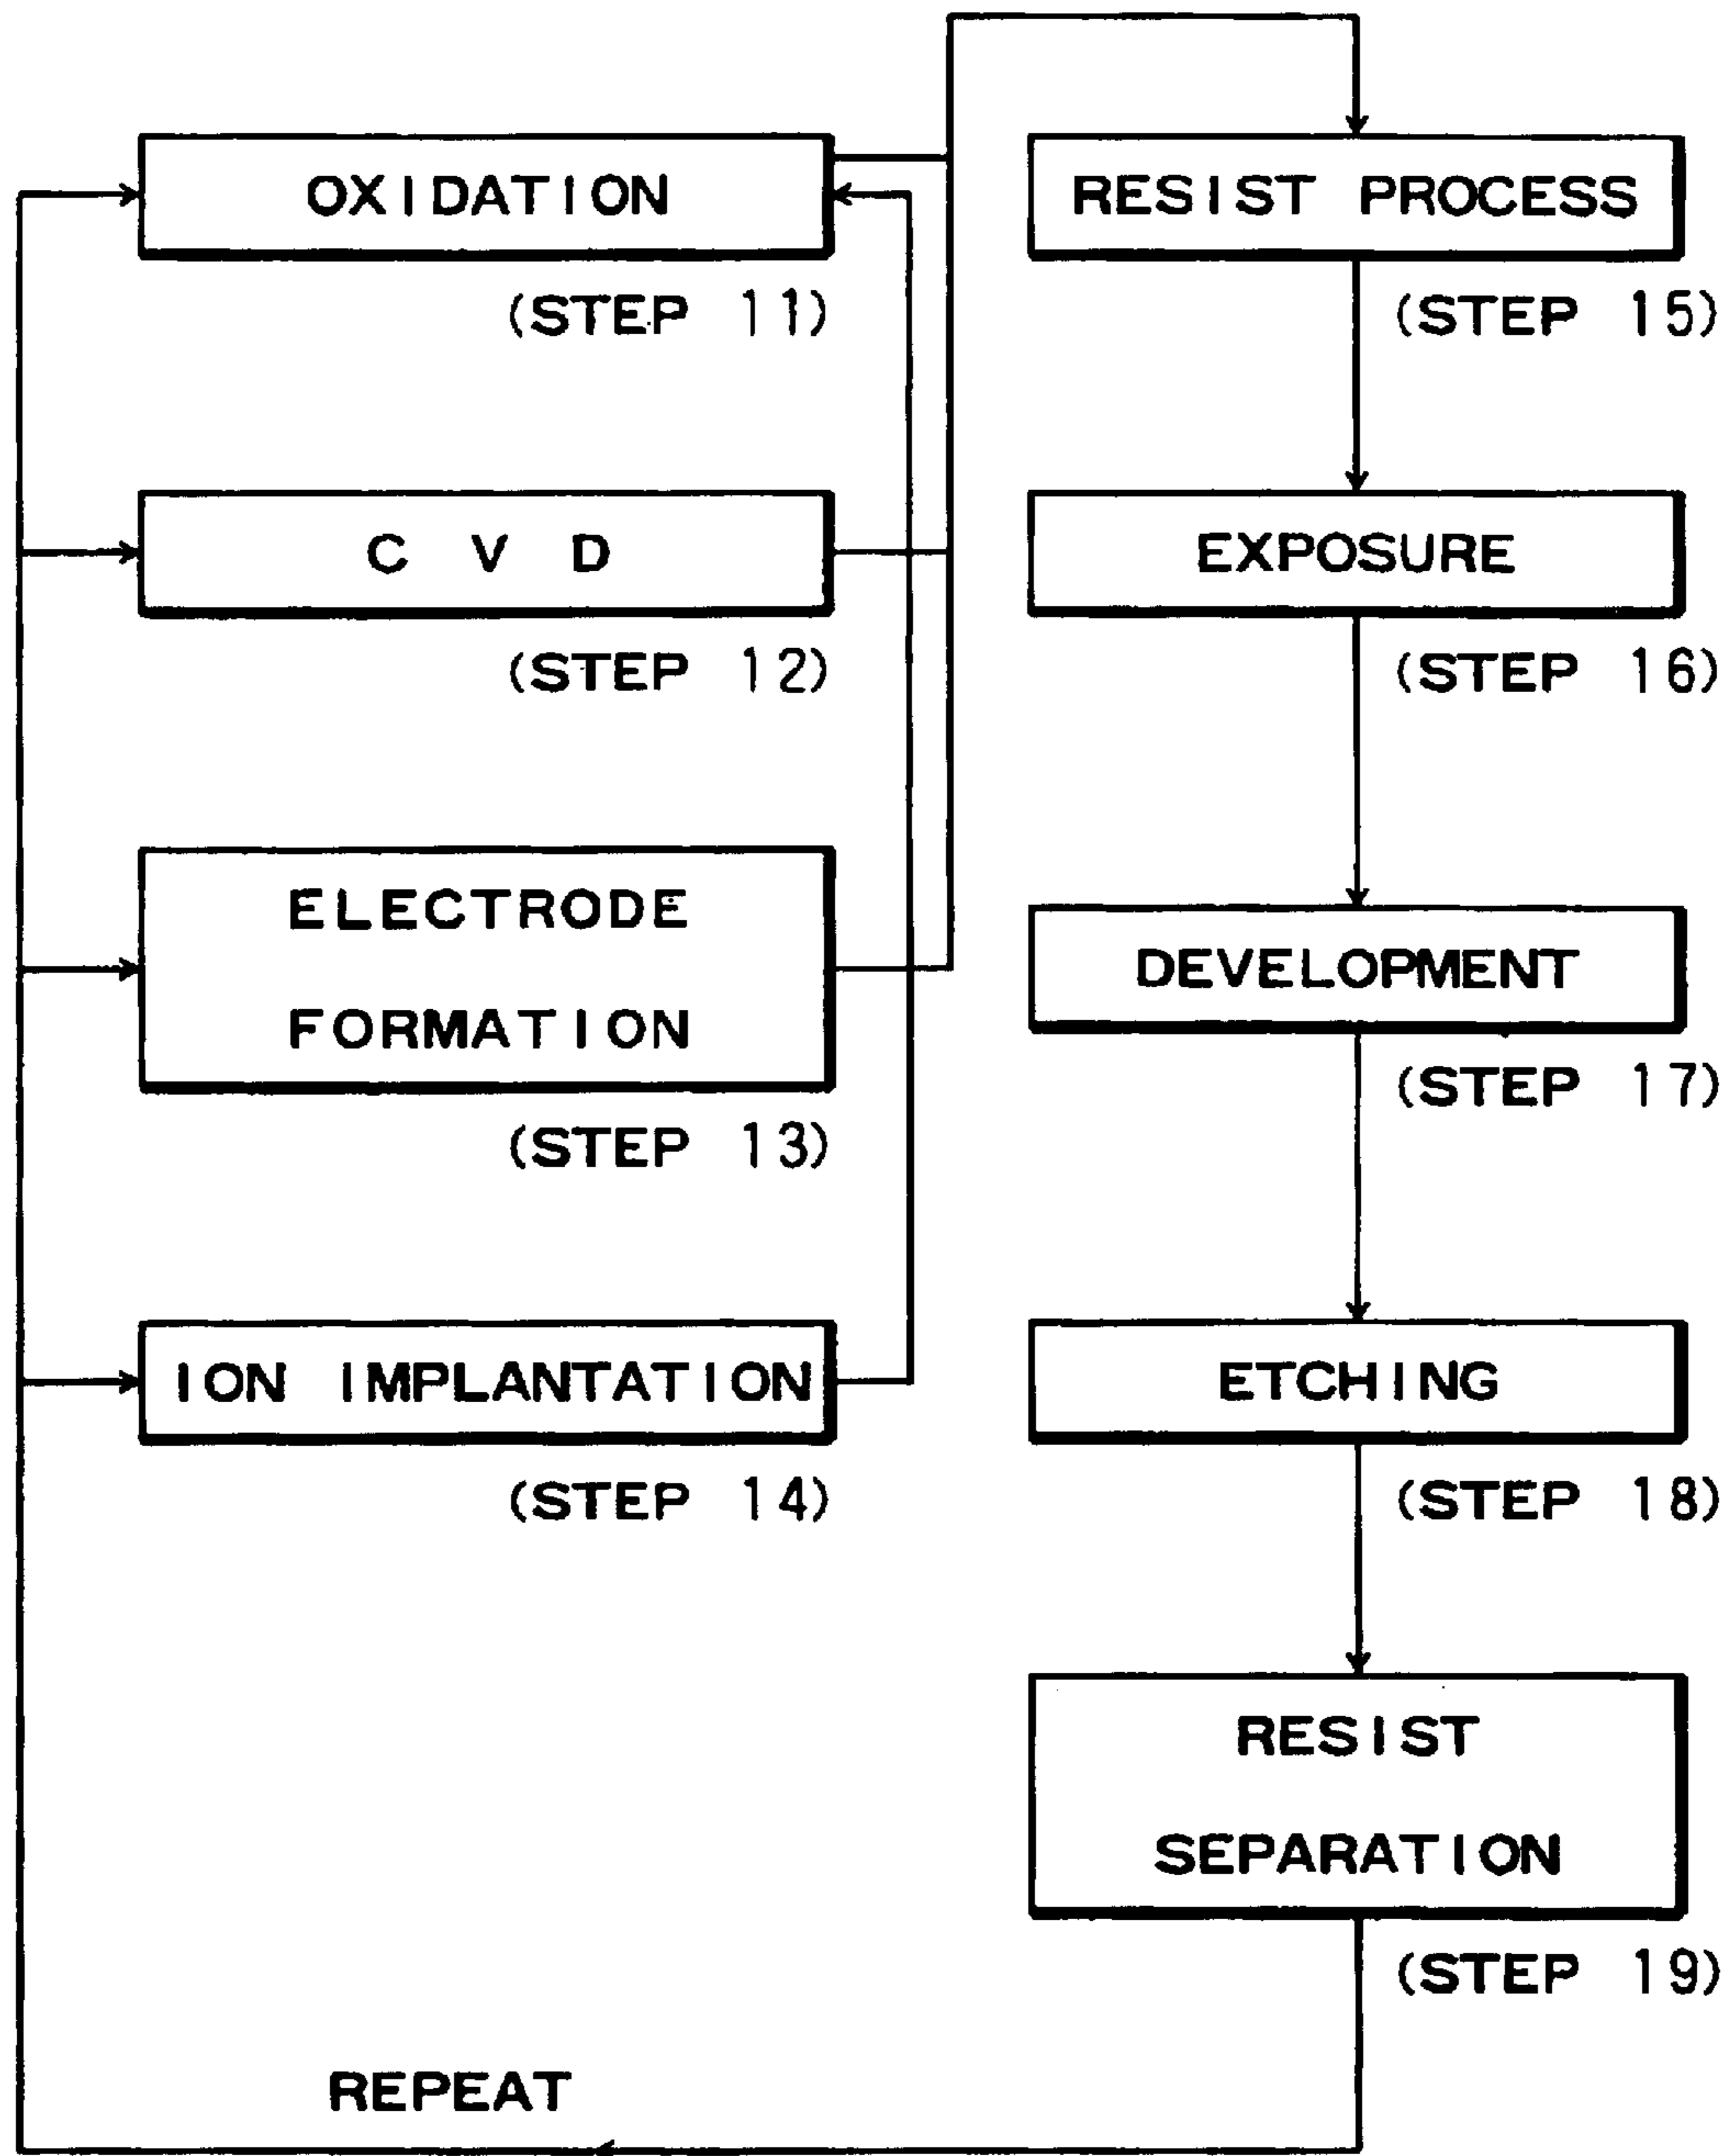 OXIDATION
(STEP 11)
CVD
(STEP 12)
ELECTRODE
FORMATION
(STEP 13)
ION IMPLANTATION
(STEP 14)
RESIST PROCESS
(STEP 15)
EXPOSURE
(STEP 16)
DEVELOPMENT
(STEP 17)
ETCHING
(STEP 18)
RESIST
SEPARATION
(STEP 19)
REPEAT